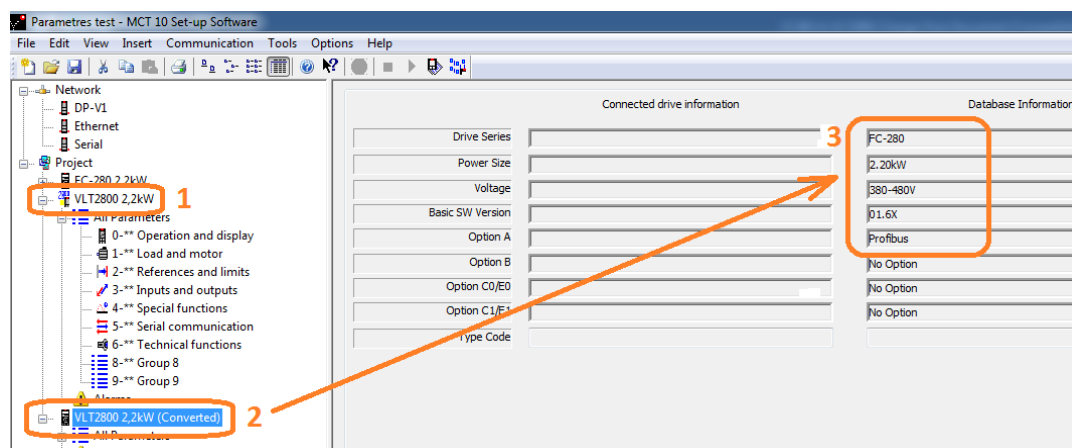 Parametres test - MCT 10 Set-up Software
File Edit View Insert Communication Tools Options Help
Network
DP-V1
Ethernet
Serial
Project
FC-280 2.2kW
VLT2800 2,2kW
1
All Parameters
0-** Operation and display
1-** Load and motor
2-** References and limits
3-** Inputs and outputs
4-** Special functions
5-** Serial communication
6-** Technical functions
8-** Group 8
9-** Group 9
Alarms
VLT2800 2,2kW (Converted)
2
All Parameters
Connected drive information Database Information
3
Drive Series FC-280
Power Size 2.20kW
Voltage 380-480V
Basic SW Version 01.6X
Option A Profibus
Option B No Option
Option C0/E0 No Option
Option C1/E1 No Option
Type Code